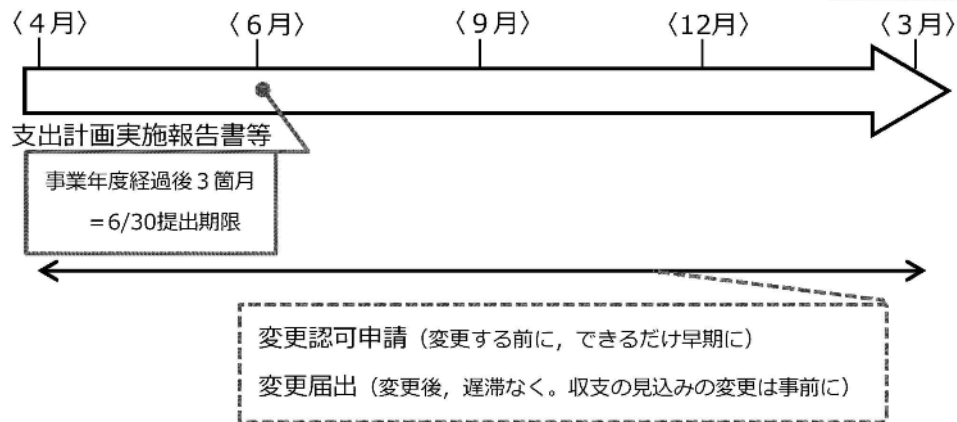 〈４月〉 〈６月〉 〈９月〉 〈12月〉 〈３月〉
支出計画実施報告書等
事業年度経過後３箇月
＝6/30提出期限
変更認可申請（変更する前に，できるだけ早期に）
変更届出（変更後，遅滞なく。収支の見込みの変更は事前に）